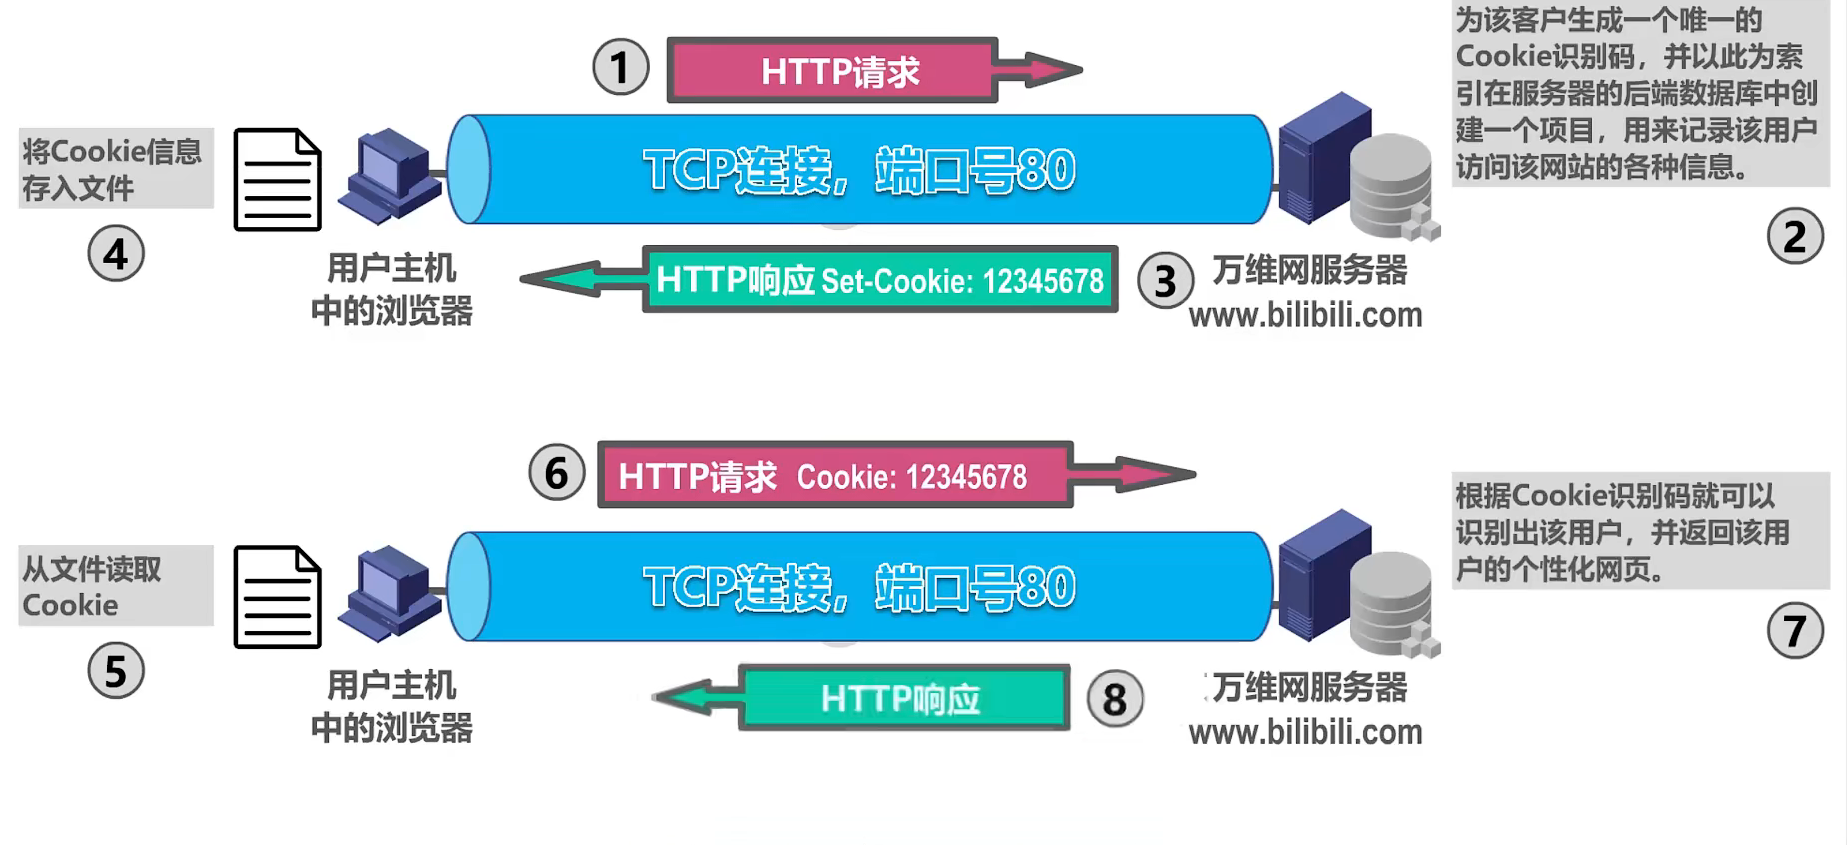 1
HTTP请求
为该客户生成一个唯一的
Cookie识别码，并以此为索
引在服务器的后端数据库中创
建一个项目，用来记录该用户
访问该网站的各种信息。
2
将Cookie信息
存入文件
4
TCP连接，端口号80
用户主机
中的浏览器
HTTP响应 Set-Cookie: 12345678
3
万维网服务器
www.bilibili.com
6
HTTP请求 Cookie: 12345678
根据Cookie识别码就可以
识别出该用户，并返回该用
户的个性化网页。
7
从文件读取
Cookie
5
TCP连接，端口号80
用户主机
中的浏览器
HTTP响应
8
万维网服务器
www.bilibili.com